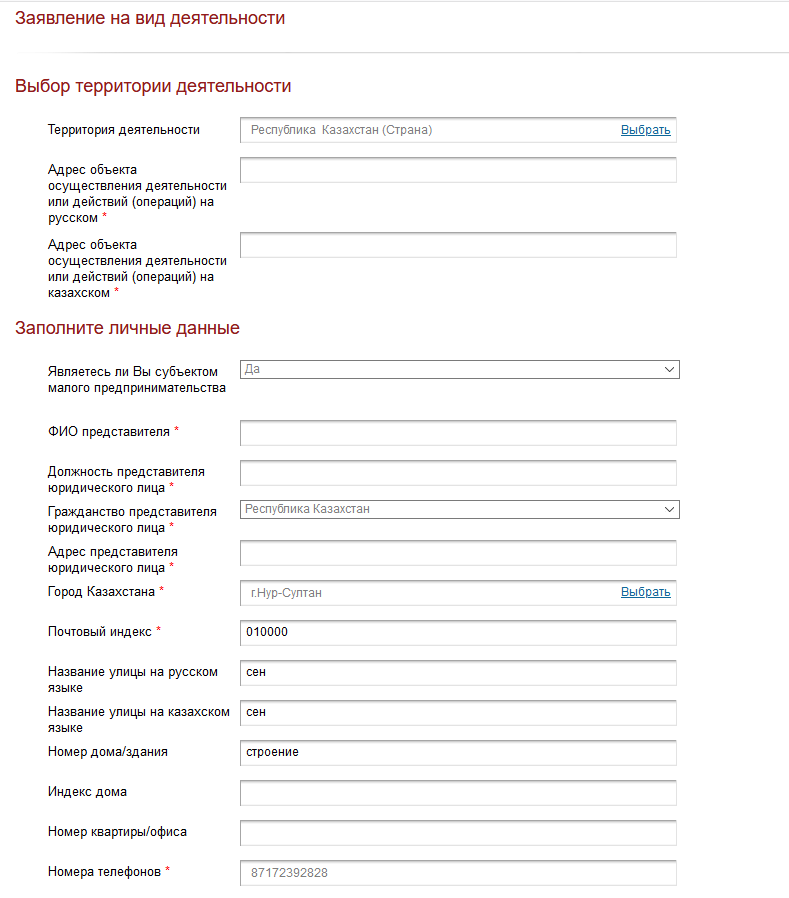 Заявление на вид деятельности
Выбор территории деятельности
Территория деятельности
Республика Казахстан (Страна)
Выбрать
Адрес объекта
осуществления деятельности
или действий (операций) на
русском *
Адрес объекта
осуществления деятельности
или действий (операций) на
казахском *
Заполните личные данные
Являетесь ли Вы субъектом
малого предпринимательства
Да
ФИО представителя *
Должность представителя
юридического лица *
Гражданство представителя
юридического лица *
Республика Казахстан
Адрес представителя
юридического лица *
Город Казахстана *
г.Нур-Султан
Выбрать
Почтовый индекс *
010000
Название улицы на русском
языке
сен
Название улицы на казахском
языке
сен
Номер дома/здания
строение
Индекс дома
Номер квартиры/офиса
Номера телефонов *
87172392828